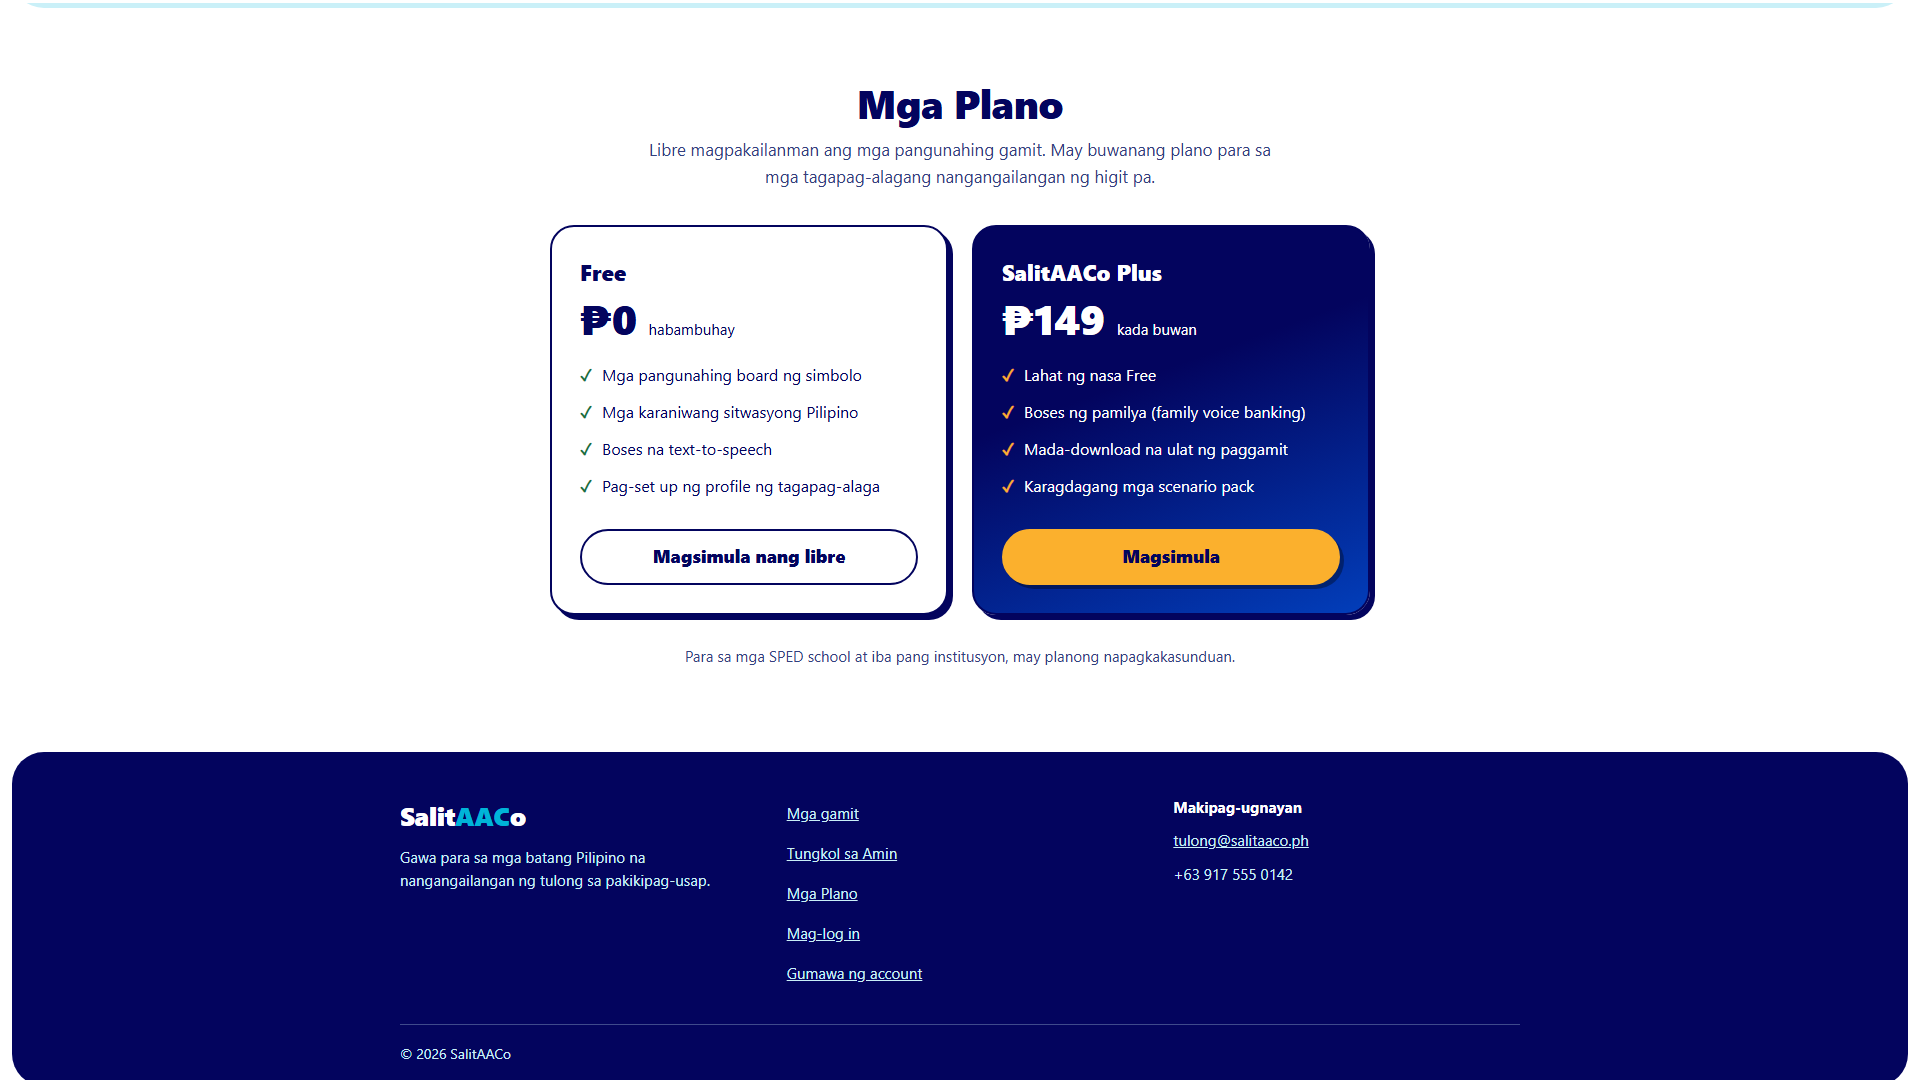 Mga Plano
Libre magpakailanman ang mga pangunahing gamit. May buwanang plano para sa
mga tagapag-alagang nangangailangan ng higit pa.
Free
₱0 habambuhay
✓ Mga pangunahing board ng simbolo
✓ Mga karaniwang sitwasyong Pilipino
✓ Boses na text-to-speech
✓ Pag-set up ng profile ng tagapag-alaga
Magsimula nang libre
SalitAACo Plus
₱149 kada buwan
✓ Lahat ng nasa Free
✓ Boses ng pamilya (family voice banking)
✓ Mada-download na ulat ng paggamit
✓ Karagdagang mga scenario pack
Magsimula
Para sa mga SPED school at iba pang institusyon, may planong napagkakasunduan.
SalitAACo
Gawa para sa mga batang Pilipino na
nangangailangan ng tulong sa pakikipag-usap.
Mga gamit
Tungkol sa Amin
Mga Plano
Mag-log in
Gumawa ng account
Makipag-ugnayan
tulong@salitaaco.ph
+63 917 555 0142
© 2026 SalitAACo